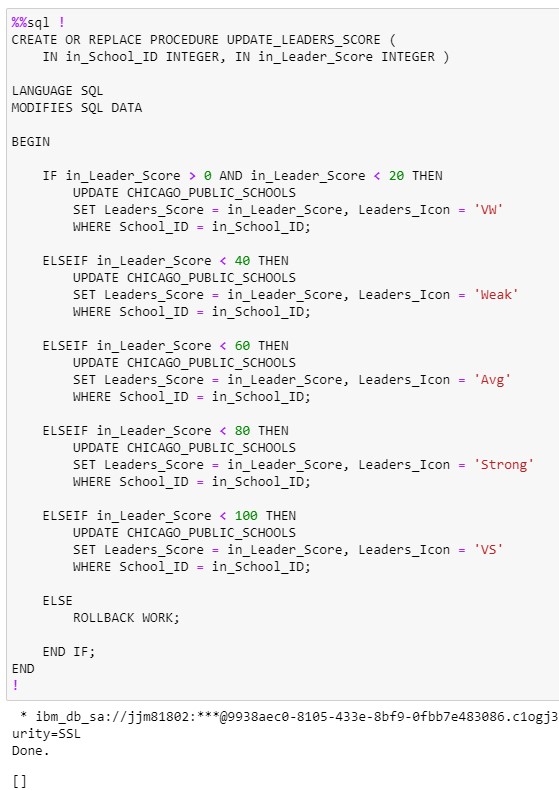 %%sql !
CREATE OR REPLACE PROCEDURE UPDATE_LEADERS_SCORE (
    IN in_School_ID INTEGER, IN in_Leader_Score INTEGER )

LANGUAGE SQL
MODIFIES SQL DATA

BEGIN

    IF in_Leader_Score > 0 AND in_Leader_Score < 20 THEN
        UPDATE CHICAGO_PUBLIC_SCHOOLS
        SET Leaders_Score = in_Leader_Score, Leaders_Icon = 'VW'
        WHERE School_ID = in_School_ID;

    ELSEIF in_Leader_Score < 40 THEN
        UPDATE CHICAGO_PUBLIC_SCHOOLS
        SET Leaders_Score = in_Leader_Score, Leaders_Icon = 'Weak'
        WHERE School_ID = in_School_ID;

    ELSEIF in_Leader_Score < 60 THEN
        UPDATE CHICAGO_PUBLIC_SCHOOLS
        SET Leaders_Score = in_Leader_Score, Leaders_Icon = 'Avg'
        WHERE School_ID = in_School_ID;

    ELSEIF in_Leader_Score < 80 THEN
        UPDATE CHICAGO_PUBLIC_SCHOOLS
        SET Leaders_Score = in_Leader_Score, Leaders_Icon = 'Strong'
        WHERE School_ID = in_School_ID;

    ELSEIF in_Leader_Score < 100 THEN
        UPDATE CHICAGO_PUBLIC_SCHOOLS
        SET Leaders_Score = in_Leader_Score, Leaders_Icon = 'VS'
        WHERE School_ID = in_School_ID;

    ELSE
        ROLLBACK WORK;

    END IF;
END
!
 * ibm_db_sa://jjm81802:***@9938aec0-8105-433e-8bf9-0fbb7e483086.c1ogj3
urity=SSL
Done.
[]